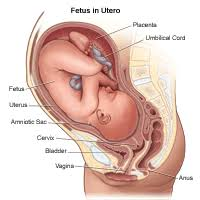 Fetus in Utero
Placenta
Umbilical Cord
Fetus
Uterus
Amniotic Sac
Cervix
Bladder
Vagina
Anus